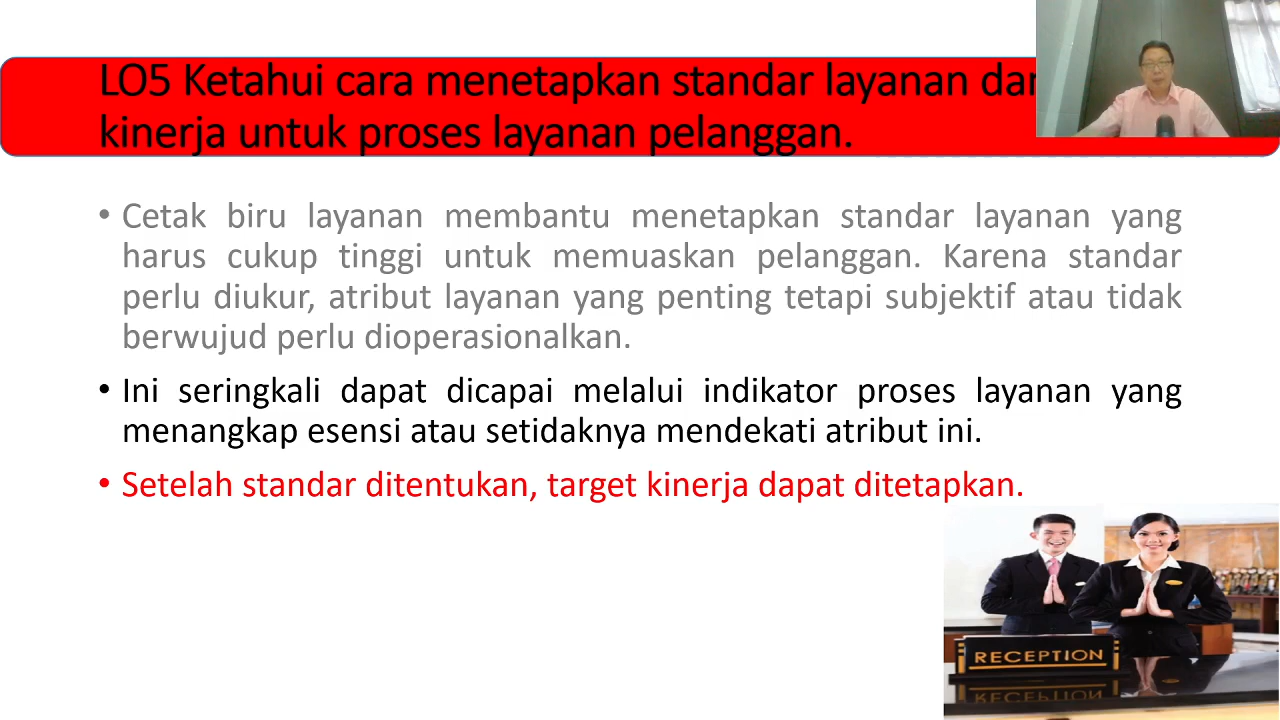 LO5 Ketahui cara menetapkan standar layanan dan
kinerja untuk proses layanan pelanggan.
• Cetak biru layanan membantu menetapkan standar layanan yang
harus cukup tinggi untuk memuaskan pelanggan. Karena standar
perlu diukur, atribut layanan yang penting tetapi subjektif atau tidak
berwujud perlu dioperasionalkan.
• Ini seringkali dapat dicapai melalui indikator proses layanan yang
menangkap esensi atau setidaknya mendekati atribut ini.
• Setelah standar ditentukan, target kinerja dapat ditetapkan.
RECEPTION